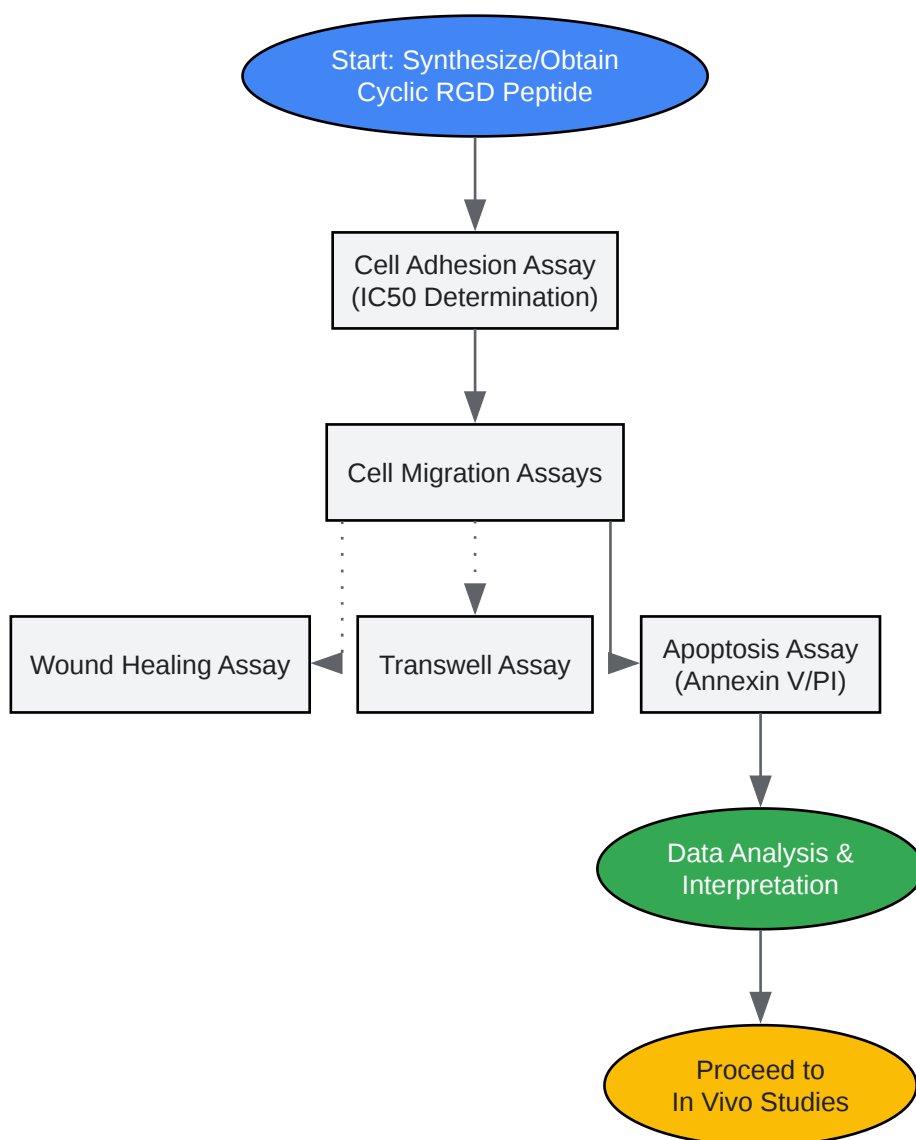 Start: Synthesize/Obtain
Cyclic RGD Peptide
Cell Adhesion Assay
(IC50 Determination)
Cell Migration Assays
Wound Healing Assay
Transwell Assay
Apoptosis Assay
(Annexin V/PI)
Data Analysis &
Interpretation
Proceed to
In Vivo Studies